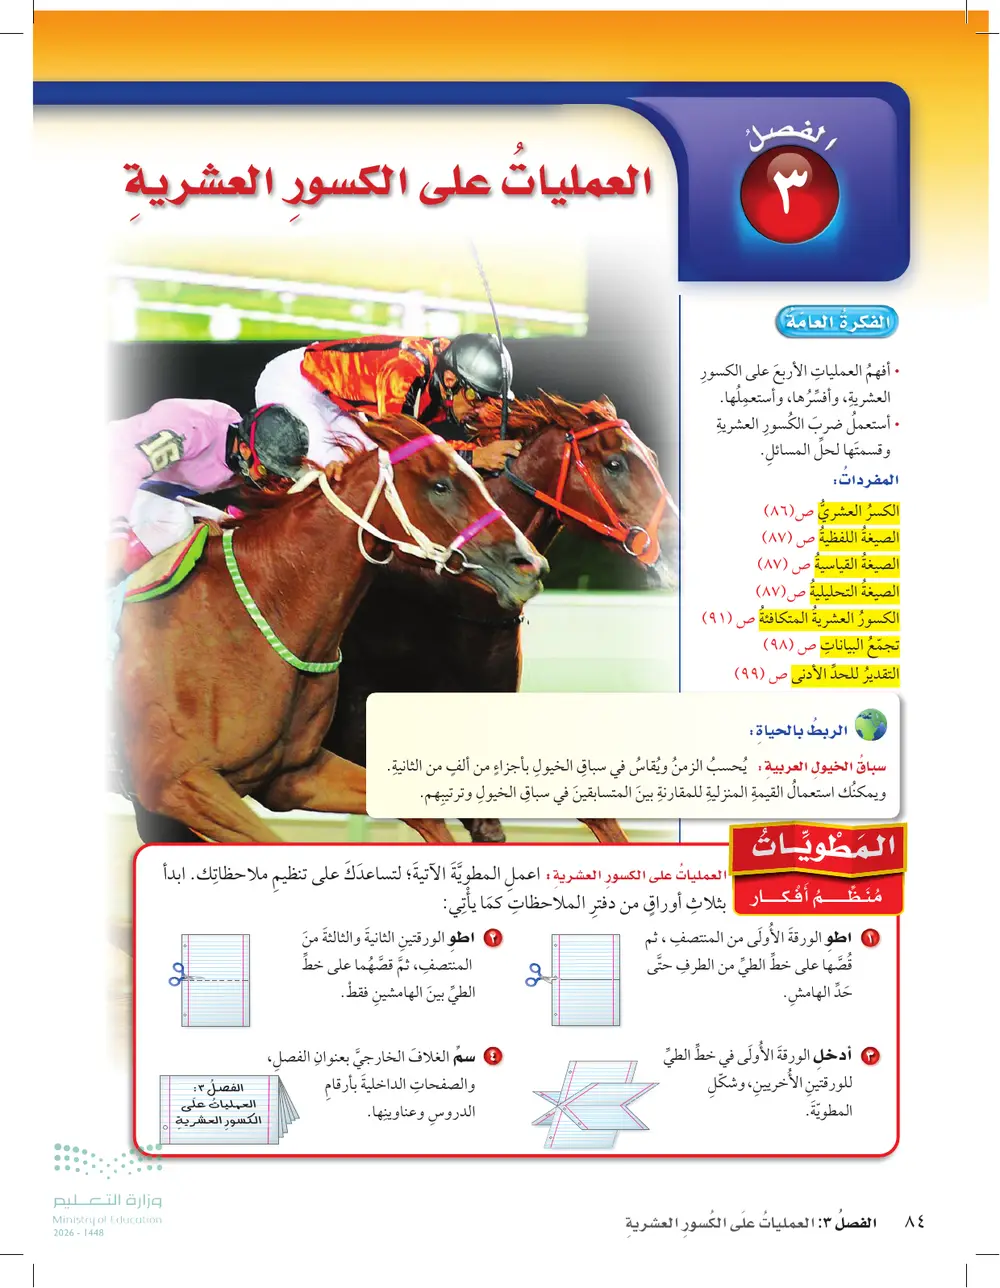 الفصلُ
٣
العملياتُ على الكسورِ العشريةِ
الفكرةُ العامةُ
• أفهمُ العملياتِ الأربعَ على الكسورِ
العشريةِ، وأفسِّرُها، وأستعمِلُها.
• أستعملُ ضربَ الكُسورِ العشريةِ
وقسمتَها لحلِّ المسائلِ.
المفرداتُ:
الكسرُ العشريُّ ص(٨٦)
الصيغةُ اللفظيةُ ص (٨٧)
الصيغةُ القياسيةُ ص (٨٧)
الصيغةُ التحليليةُ ص(٨٧)
الكسورُ العشريةُ المتكافئةُ ص (٩١)
تجمّعُ البياناتِ ص (٩٨)
التقديرُ للحدِّ الأدنى ص (٩٩)
16
الربطُ بالحياةِ:
سباقُ الخيولِ العربيةِ: يُحسبُ الزمنُ ويُقاسُ في سباقِ الخيولِ بأجزاءٍ من ألفٍ من الثانيةِ.
ويمكنُك استعمالُ القيمةِ المنزليةِ للمقارنةِ بينَ المتسابقينَ في سباقِ الخيولِ وترتيبِهم.
المَطْويَّاتُ
مُنَظِّمُ أَفْكار
العملياتُ على الكسورِ العشريةِ: اعملِ المطويَّةَ الآتيةَ؛ لتساعدَكَ على تنظيمِ ملاحظاتِك. ابدأ
بثلاثِ أوراقٍ من دفترِ الملاحظاتِ كمَا يأْتِي:
١ اطوِ الورقةَ الأُولَى من المنتصفِ، ثم
قُصَّها على خطِّ الطيِّ من الطرفِ حتَّى
حَدِّ الهامشِ.
٢ اطوِ الورقتينِ الثانيةَ والثالثةَ منَ
المنتصفِ، ثمَّ قصَّهُما على خطِّ
الطيِّ بينَ الهامشينِ فقطْ.
٣ أدخلِ الورقةَ الأُولَى في خطِّ الطيِّ
للورقتينِ الأُخريينِ، وشكّلِ
المطويّةَ.
٤ سمِّ الغلافَ الخارجيَّ بعنوانِ الفصلِ،
والصفحاتِ الداخليةَ بأرقامِ
الدروسِ وعناوينِها.
الفصلُ ٣:
العملياتُ علَى
الكسورِ العشريةِ
وزارة التعليم
Ministry of Education
2026 - 1448
٨٤ الفصلُ ٣: العملياتُ علَى الكُسورِ العشريةِ